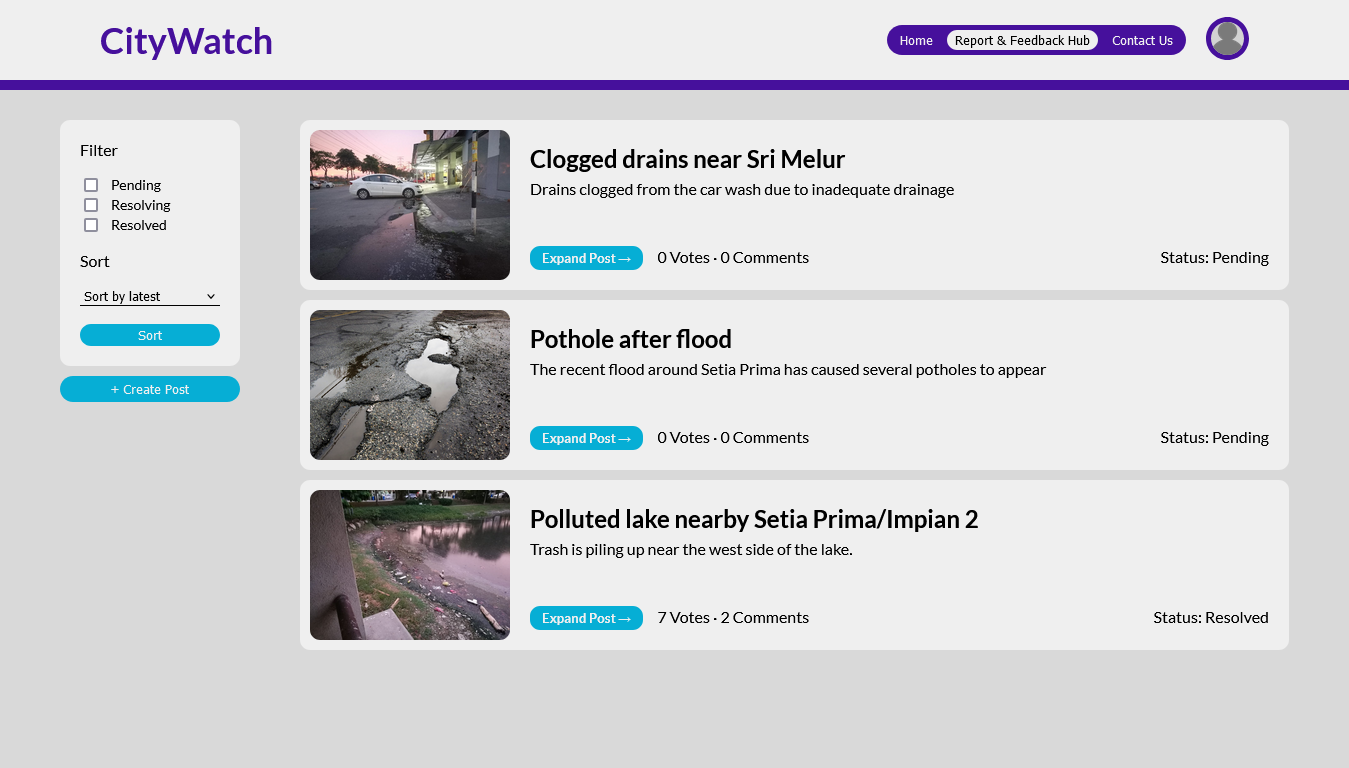 CityWatch
Home
Report & Feedback Hub
Contact Us
Filter
Pending
Resolving
Resolved
Sort
Sort by latest
Sort
+ Create Post
Clogged drains near Sri Melur
Drains clogged from the car wash due to inadequate drainage
Expand Post→ 0 Votes · 0 Comments Status: Pending
Pothole after flood
The recent flood around Setia Prima has caused several potholes to appear
Expand Post→ 0 Votes · 0 Comments Status: Pending
Polluted lake nearby Setia Prima/Impian 2
Trash is piling up near the west side of the lake.
Expand Post→ 7 Votes · 2 Comments Status: Resolved